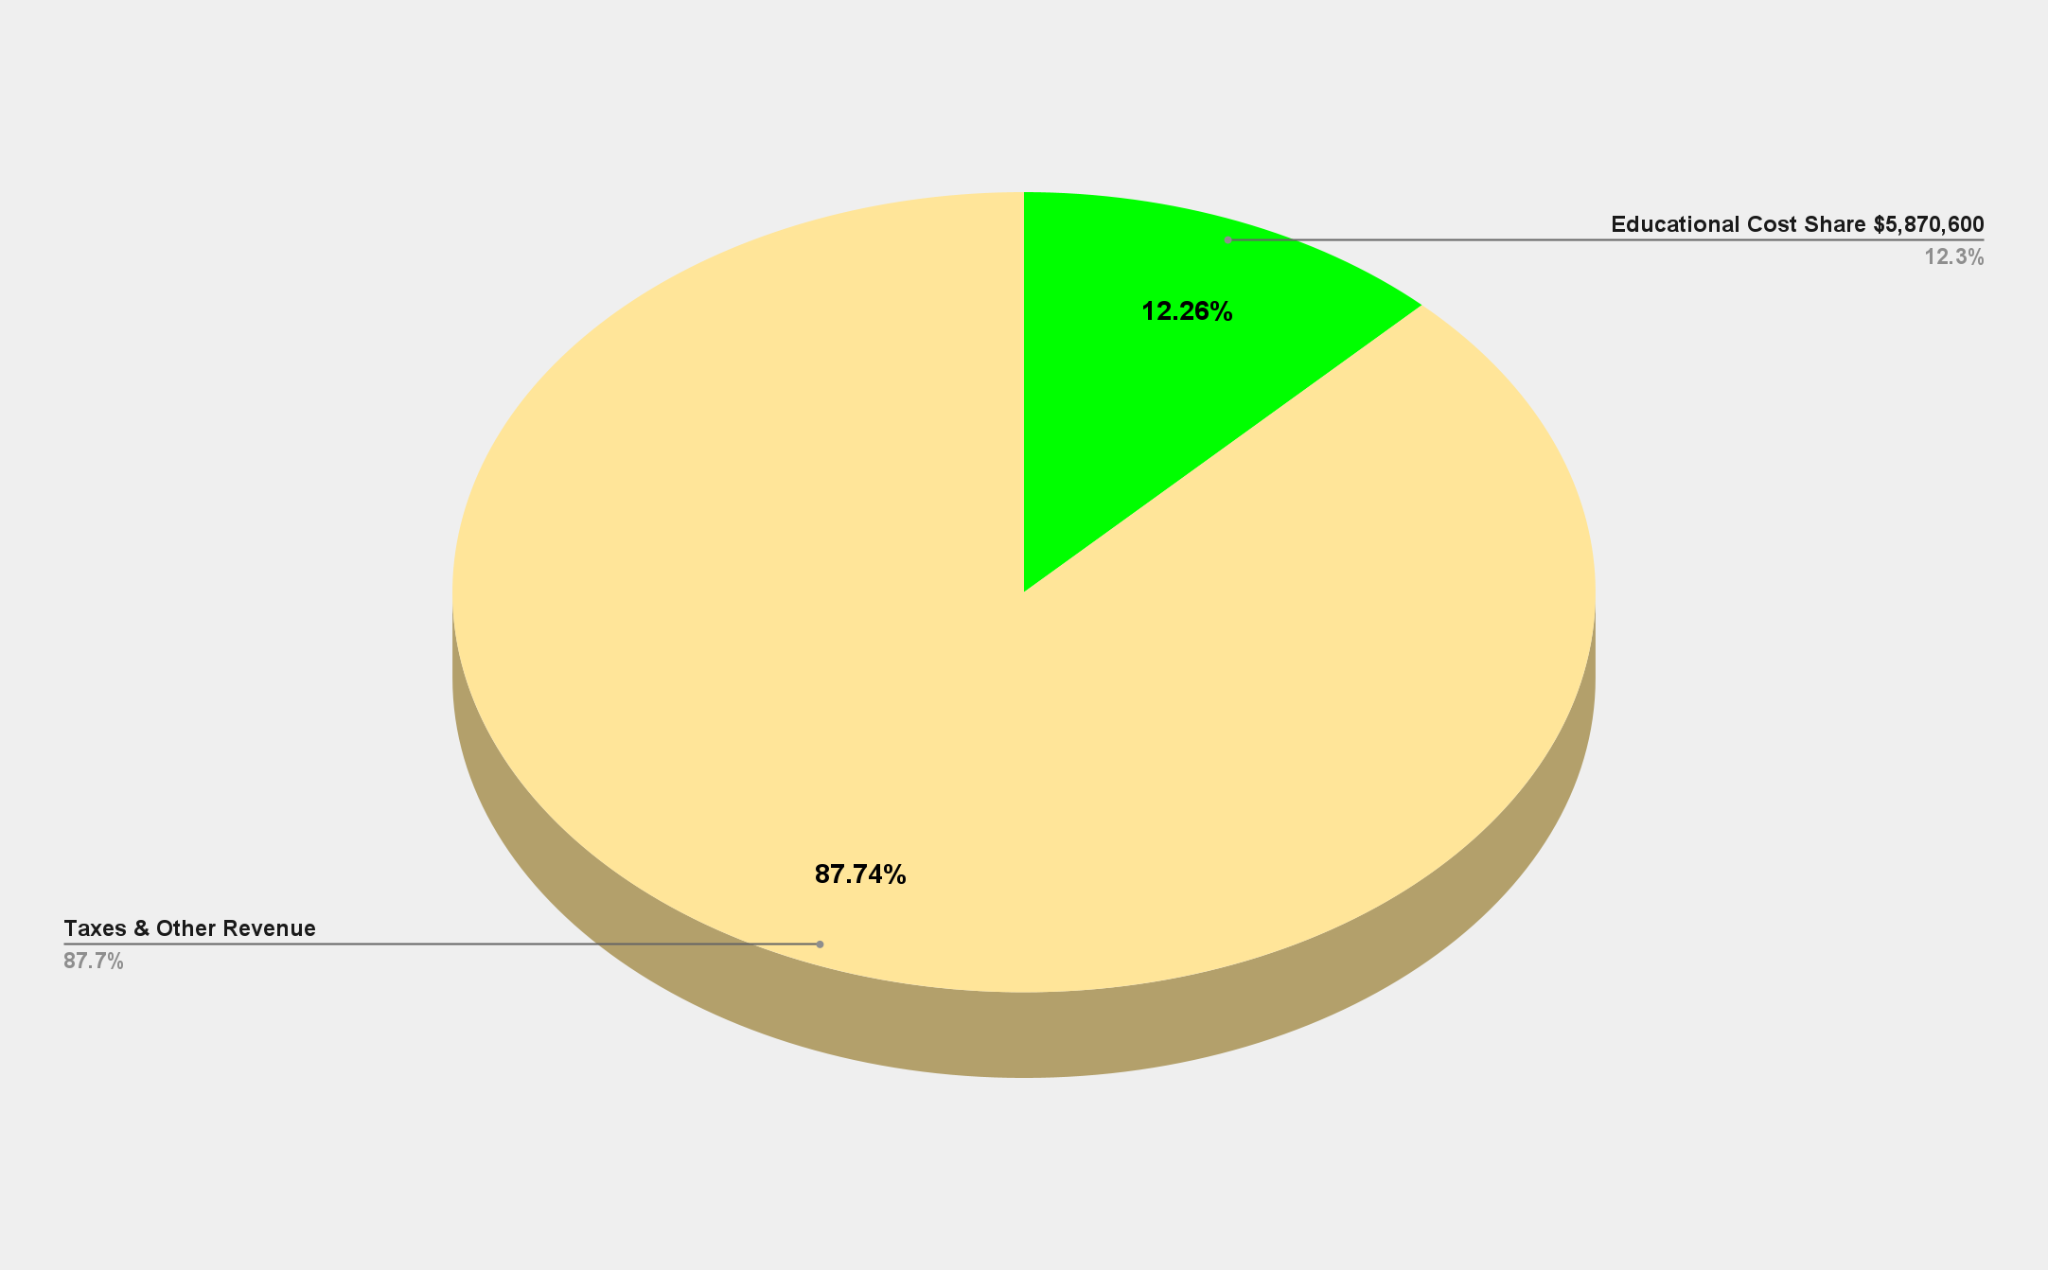 Educational Cost Share $5,870,600
12.3%
12.26%
87.74%
Taxes & Other Revenue
87.7%